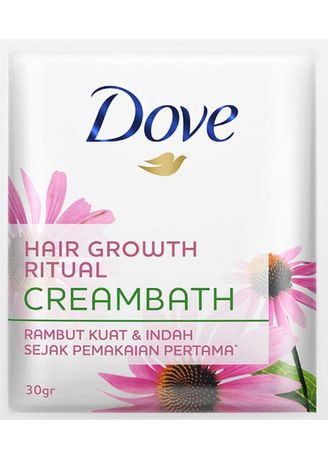 Dove
HAIR GROWTH
RITUAL
CREAMBATH
RAMBUT KUAT & INDAH
SEJAK PEMAKAIAN PERTAMA*
30gr